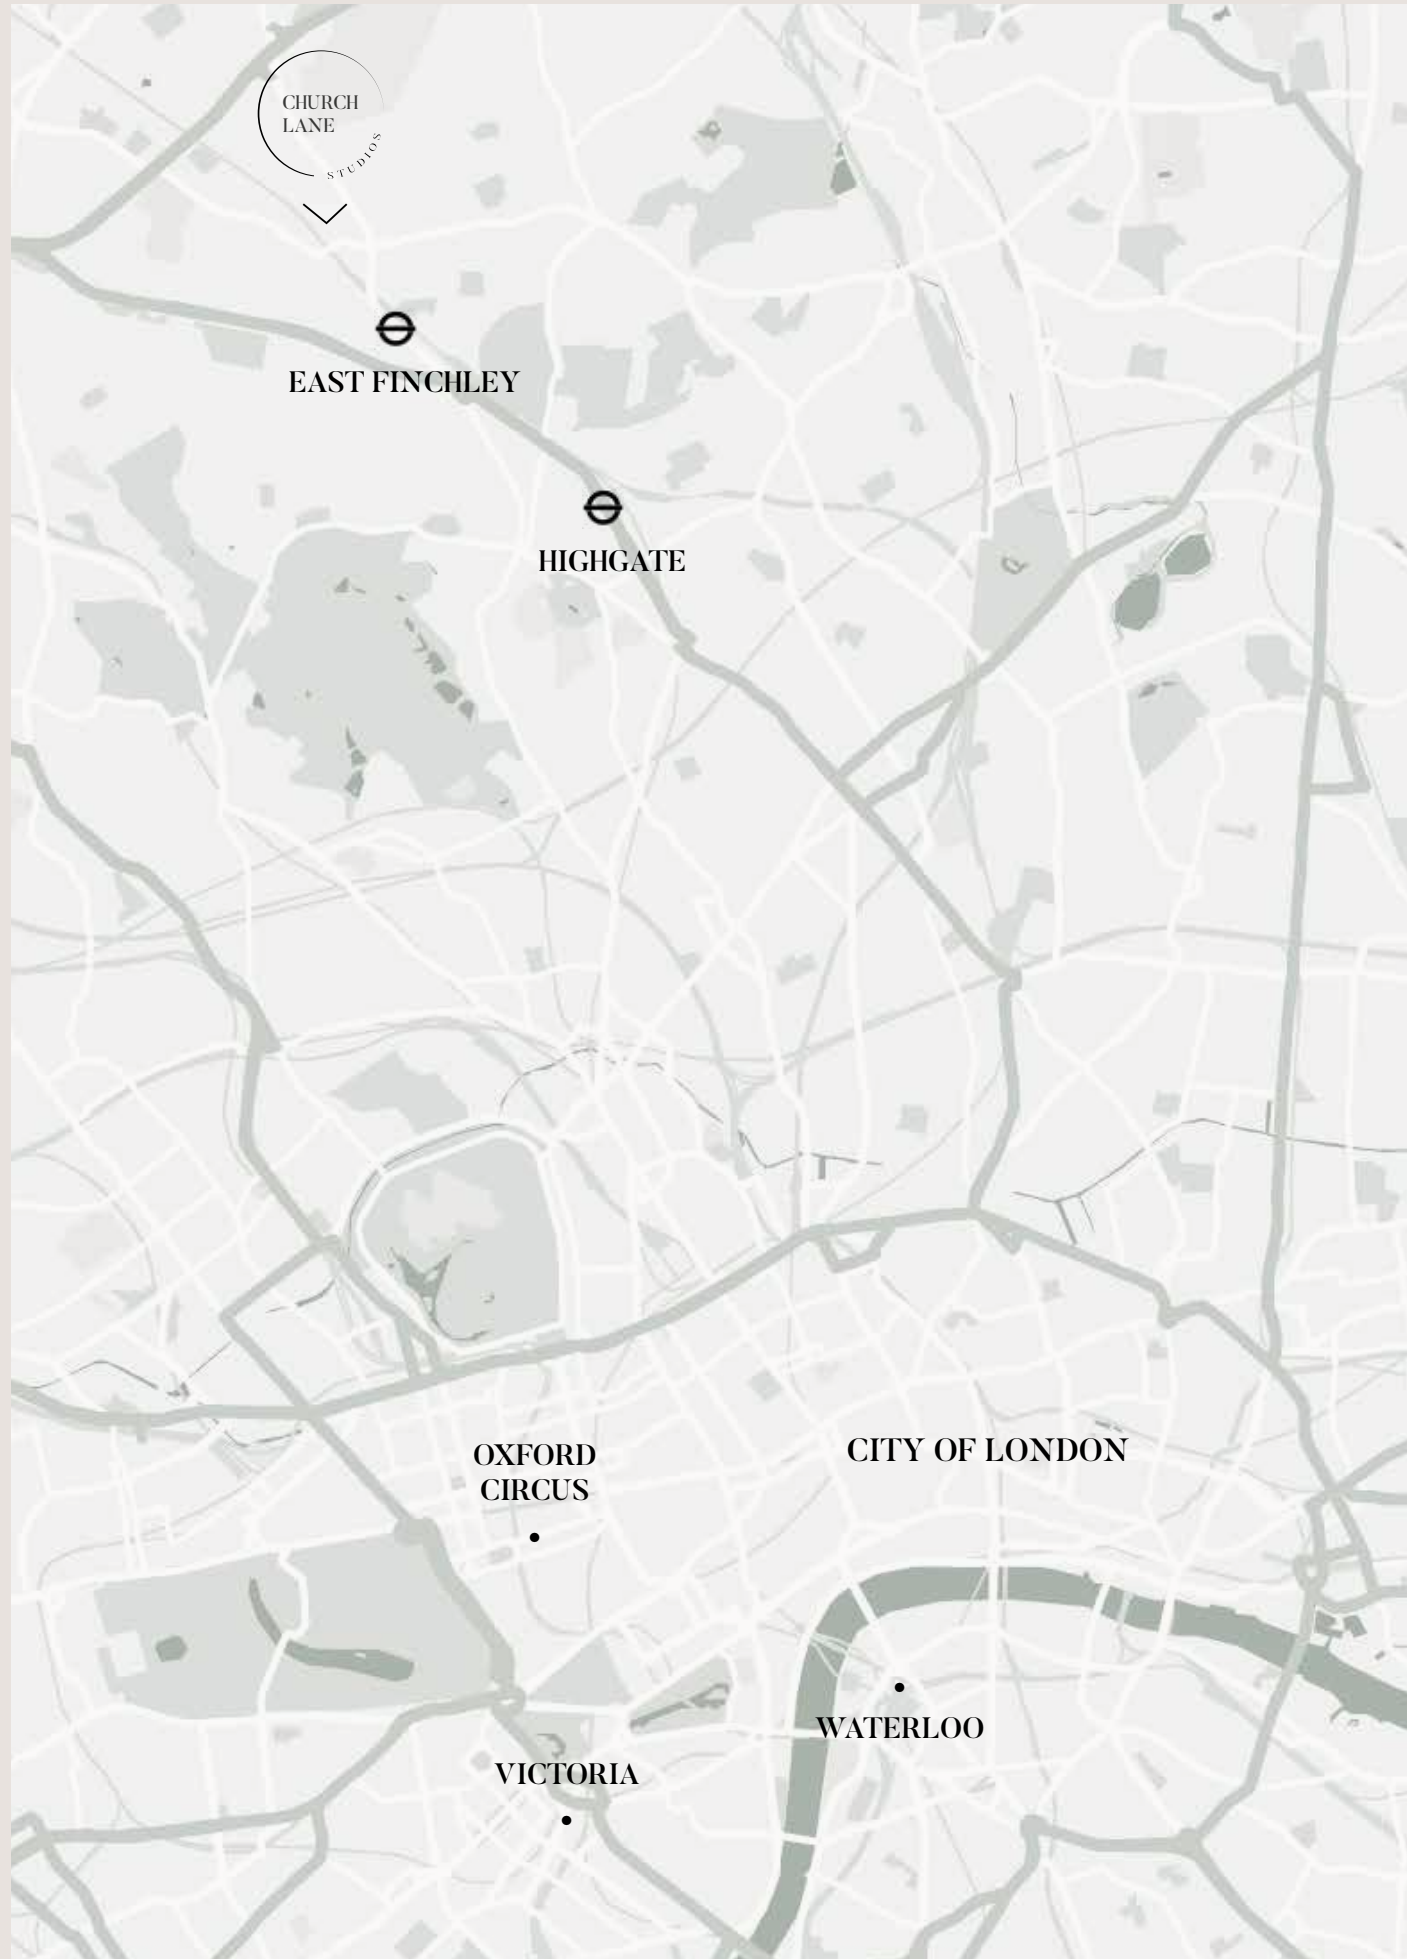 CHURCH
LANE
STUDIOS
EAST FINCHLEY
HIGHGATE
OXFORD
CIRCUS
CITY OF LONDON
WATERLOO
VICTORIA